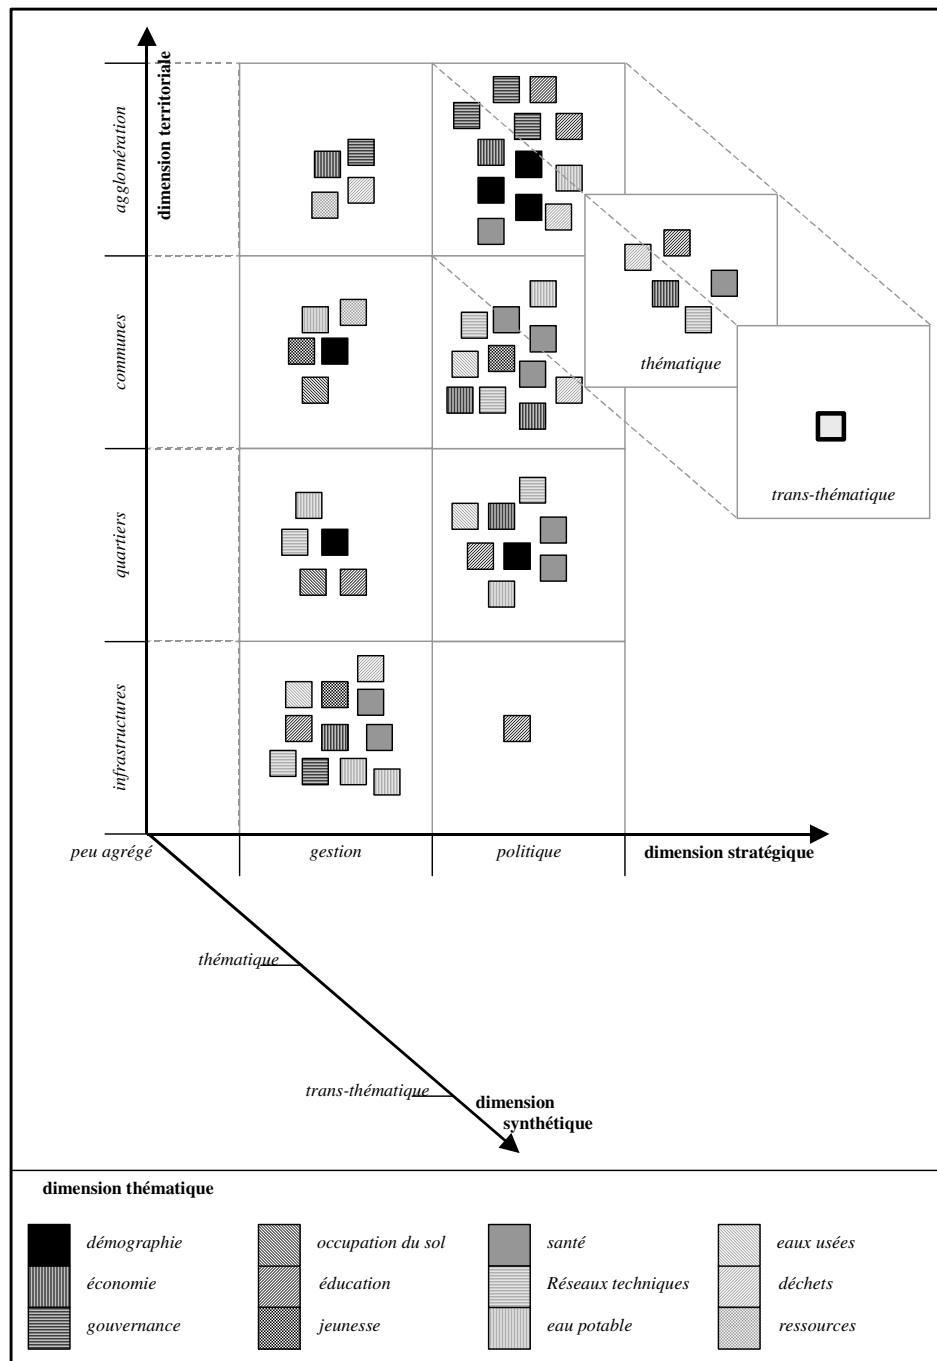 dimension territoriale
agglomération
communes
quartiers
infrastructures
thématique
trans-thématique
peu agrégé
gestion
politique
dimension stratégique
thématique
trans-thématique
dimension
synthétique
dimension thématique
démographie
occupation du sol
santé
eaux usées
économie
éducation
Réseaux techniques
déchets
gouvernance
jeunesse
eau potable
ressources